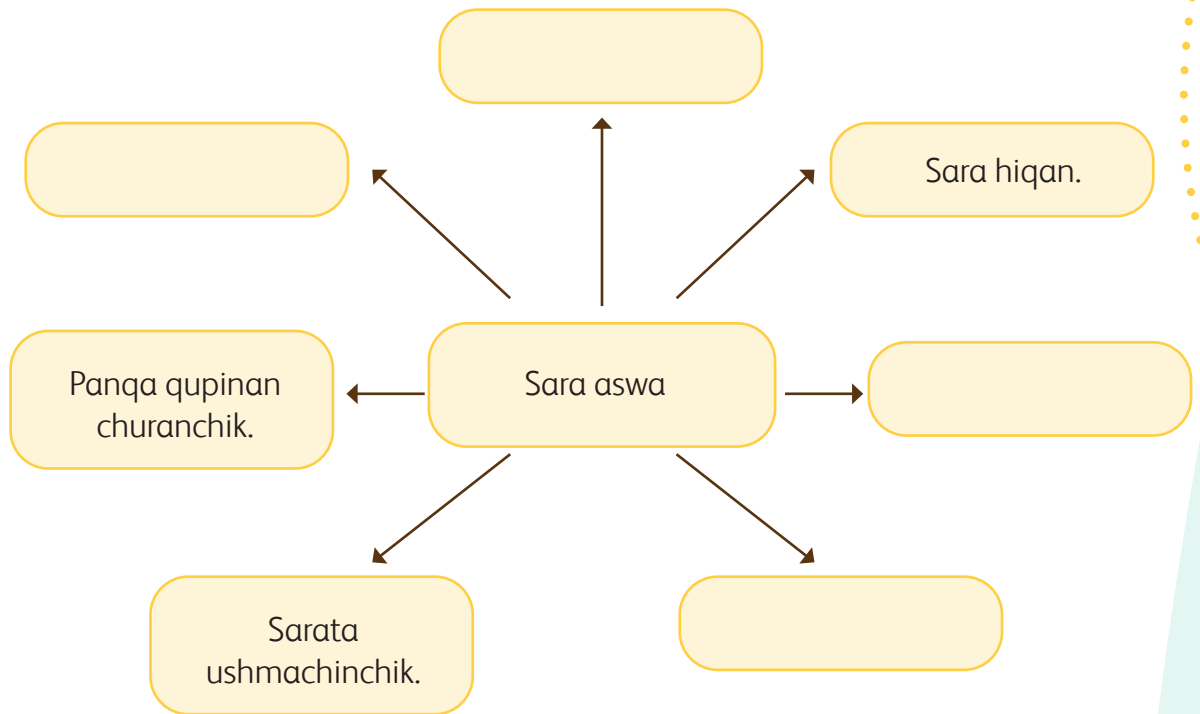 Sara hiqan.
Panqa qupinan
churanchik.
Sara aswa
Sarata
ushmachinchik.